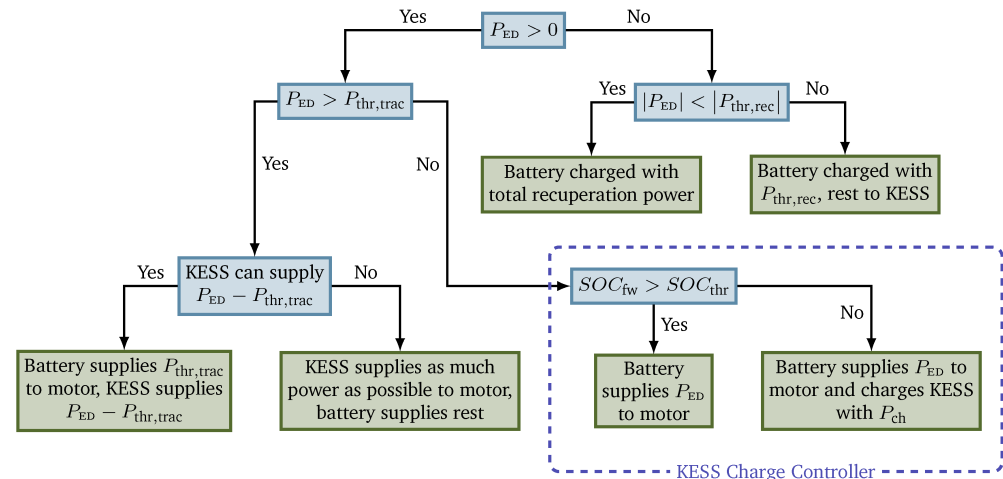 Yes
No
P_ED > 0
P_ED > P_thr,trac
Yes
|P_ED| < |P_thr,rec|
No
Yes
No
Battery charged with
total recuperation power
Battery charged with
P_thr,rec, rest to KESS
Yes
KESS can supply
P_ED − P_thr,trac
No
SOC_fw > SOC_thr
Yes
No
Battery supplies P_thr,trac
to motor, KESS supplies
P_ED − P_thr,trac
KESS supplies as much
power as possible to motor,
battery supplies rest
Battery
supplies P_ED
to motor
Battery supplies P_ED to
motor and charges KESS
with P_ch
KESS Charge Controller